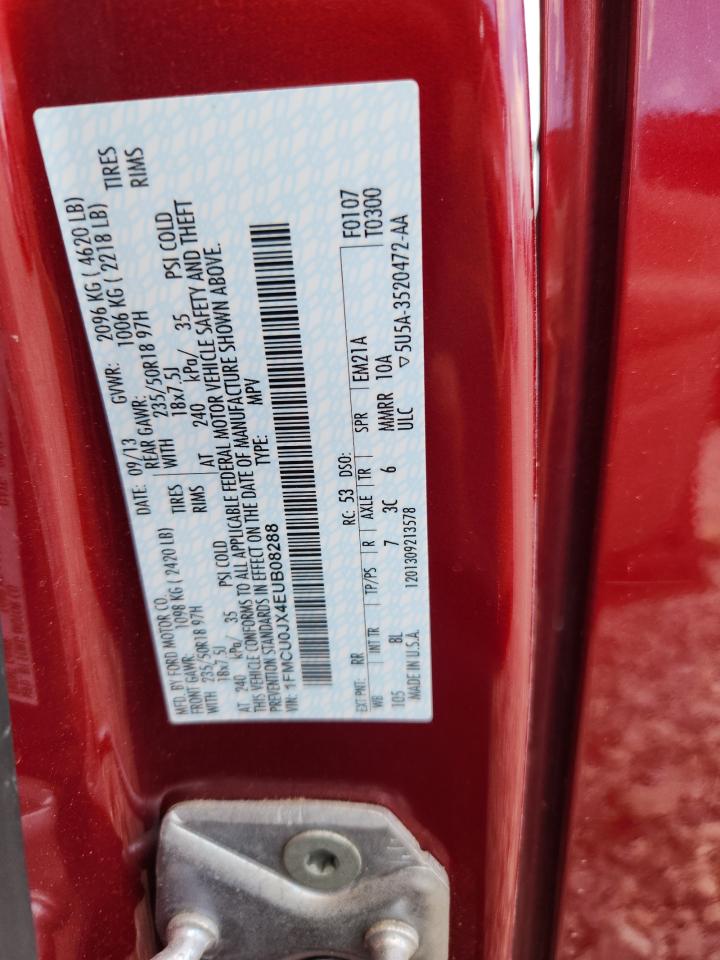 MFD. BY FORD MOTOR CO. DATE: 09/13 GVWR: 2096 KG ( 4620 LB)
FRONT GAWR: 1098 KG ( 2420 LB) REAR GAWR: 1006 KG ( 2218 LB)
WITH 235/50R18 97H TIRES WITH 235/50R18 97H TIRES
18x7.5J RIMS 18x7.5J RIMS
AT 240 kPa/ 35 PSI COLD AT 240 kPa/ 35 PSI COLD
THIS VEHICLE CONFORMS TO ALL APPLICABLE FEDERAL MOTOR VEHICLE SAFETY AND THEFT
PREVENTION STANDARDS IN EFFECT ON THE DATE OF MANUFACTURE SHOWN ABOVE.
VIN: 1FMCU0JX4EUB08288 TYPE: MPV
F0107
EXT PNT: RR RC: 53 DSO: T0300
WB INT TR TP/PS R AXLE TR SPR EM21A
105 BL 7 3C 6 MMRR 10A
MADE IN U.S.A. 1201309213578 ULC ▽5U5A-3520472-AA